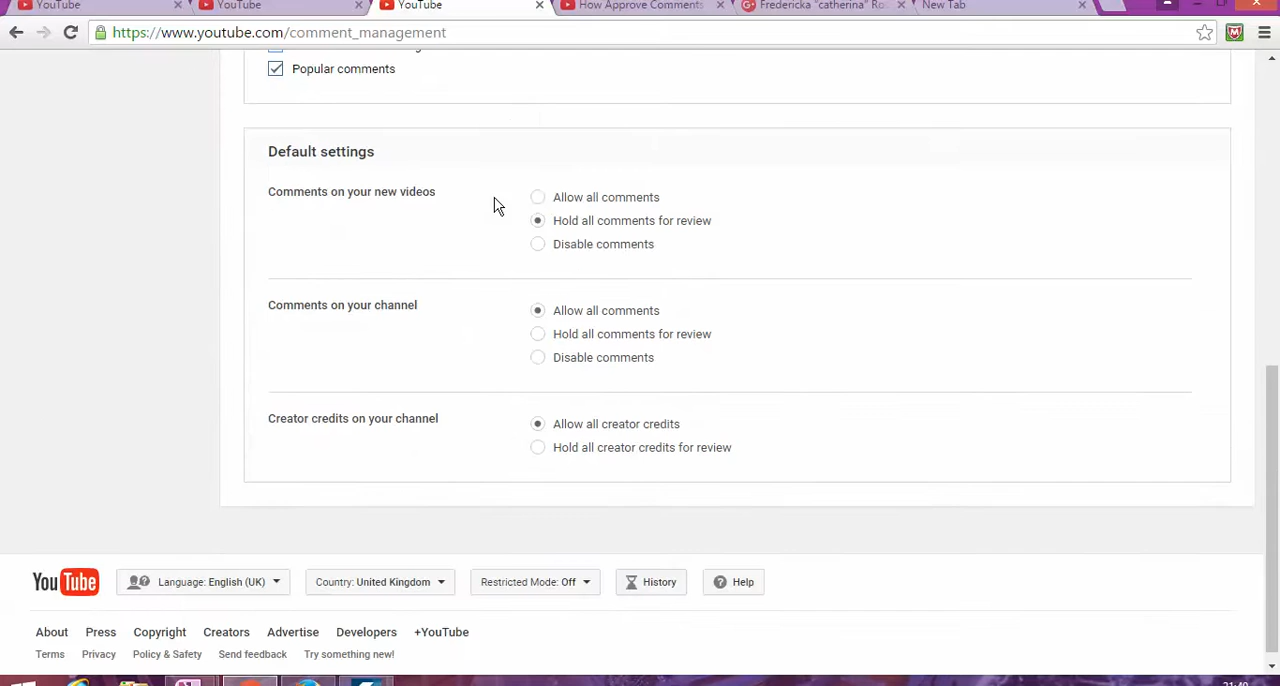 YouTube YouTube YouTube How Approve Comments Fredericka "catherina" Ro New Tab
https://www.youtube.com/comment_management
Popular comments
Default settings
Comments on your new videos
Allow all comments
Hold all comments for review
Disable comments
Comments on your channel
Allow all comments
Hold all comments for review
Disable comments
Creator credits on your channel
Allow all creator credits
Hold all creator credits for review
YouTube Language: English (UK) Country: United Kingdom Restricted Mode: Off History Help
About Press Copyright Creators Advertise Developers +YouTube
Terms Privacy Policy & Safety Send feedback Try something new!